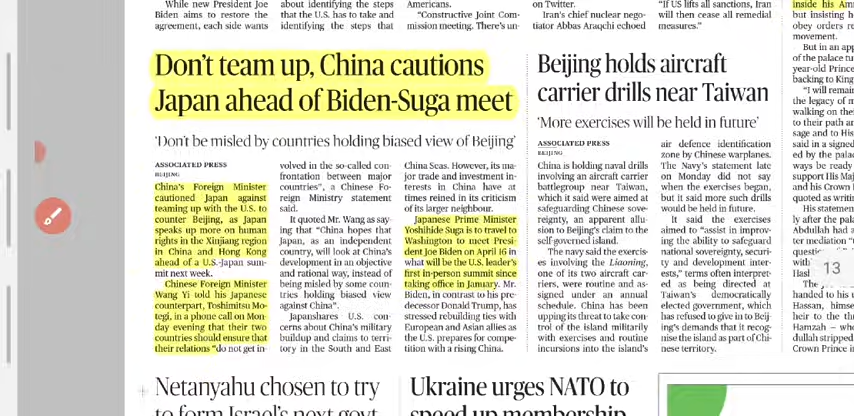 While new President Joe
Biden aims to restore the
agreement, each side wants
about identifying the steps
that the U.S. has to take and
identifying the steps that
Americans.
"Constructive Joint Com-
mission meeting. There's un-
on Twitter.
Iran's chief nuclear nego-
tiator Abbas Araqchi echoed
"If US lifts all sanctions, Iran
will then cease all remedial
measures."
Don't team up, China cautions
Japan ahead of Biden-Suga meet
'Don't be misled by countries holding biased view of Beijing'
ASSOCIATED PRESS
BEIJING
China's Foreign Minister
cautioned Japan against
teaming up with the U.S. to
counter Beijing, as Japan
speaks up more on human
rights in the Xinjiang region
in China and Hong Kong
ahead of a U.S.-Japan sum-
mit next week.
Chinese Foreign Minister
Wang Yi told his Japanese
counterpart, Toshimitsu Mo-
tegi, in a phone call on Mon-
day evening that their two
countries should ensure that
their relations "do not get in-
volved in the so-called con-
frontation between major
countries", a Chinese Fo-
reign Ministry statement
said.
It quoted Mr. Wang as say-
ing that "China hopes that
Japan, as an independent
country, will look at China's
development in an objective
and rational way, instead of
being misled by some coun-
tries holding biased view
against China".
Japanshares U.S. con-
cerns about China's military
buildup and claims to terri-
tory in the South and East
China Seas. However, its ma-
jor trade and investment in-
terests in China have at
times reined in its criticism
of its larger neighbour.
Japanese Prime Minister
Yoshihide Suga is to travel to
Washington to meet Presi-
dent Joe Biden on April 16 in
what will be the U.S. leader's
first in-person summit since
taking office in January. Mr.
Biden, in contrast to his pre-
decessor Donald Trump, has
stressed rebuilding ties with
European and Asian allies as
the U.S. prepares for compe-
tition with a rising China.
Beijing holds aircraft
carrier drills near Taiwan
'More exercises will be held in future'
ASSOCIATED PRESS
BEIJING
China is holding naval drills
involving an aircraft carrier
battlegroup near Taiwan,
which it said were aimed at
safeguarding Chinese sove-
reignty, an apparent allu-
sion to Beijing's claim to the
self-governed island.
The navy said the exercis-
es involving the Liaoning,
one of its two aircraft car-
riers, were routine and as-
signed under an annual
schedule. China has been
upping its threat to take con-
trol of the island militarily
with exercises and routine
incursions into the island's
air defence identification
zone by Chinese warplanes.
The Navy's statement late
on Monday did not say
when the exercises began,
but it said more such drills
would be held in future.
It said the exercises
aimed to "assist in improv-
ing the ability to safeguard
national sovereignty, securi-
ty and development inter-
ests," terms often interpret-
ed as being directed at
Taiwan's democratically
elected government, which
has refused to give in to Beij-
ing's demands that it recog-
nise the island as part of Chi-
nese territory.
inside his Am
but insisting h
obey orders re
movement.
But in an app
of the palace tu
year-old Prince
backing to King
"I will remain
the legacy of m
walking on thei
to their path an
sage and to His
said in a signed
ed by the palac
ways be ready
support His Maj
and his Crown P
quoted as writin
His statement
ly after the pala
Abdullah had a
ter mediation "
questio
Hash
The
handed to his u
Hassan, himse
heir to the thr
Hamzah — wh
dullah stripped
Crown Prince in
13
Netanyahu chosen to try
to form Israel's next govt
Ukraine urges NATO to
speed up membership